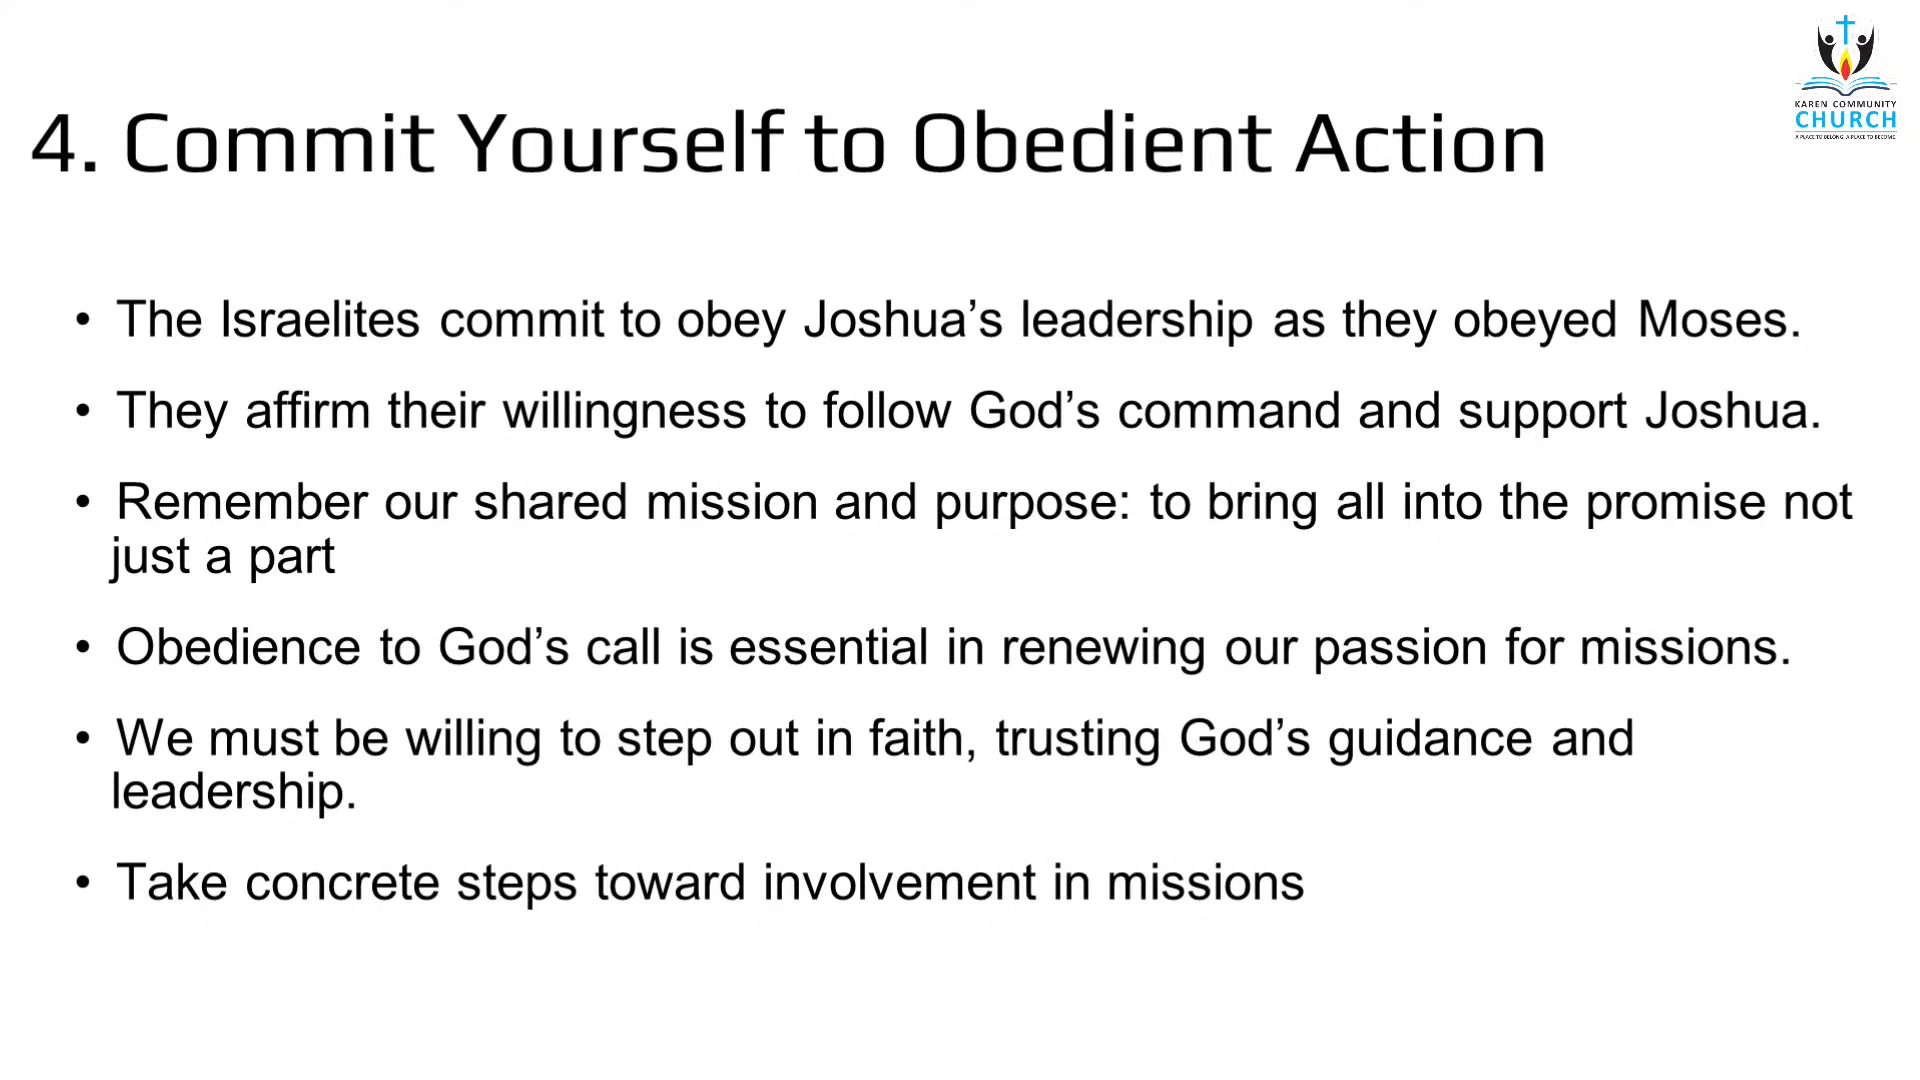 KAREN COMMUNITY
CHURCH
A PLACE TO BELONG. A PLACE TO BECOME.
4. Commit Yourself to Obedient Action
• The Israelites commit to obey Joshua’s leadership as they obeyed Moses.
• They affirm their willingness to follow God’s command and support Joshua.
• Remember our shared mission and purpose: to bring all into the promise not
just a part
• Obedience to God’s call is essential in renewing our passion for missions.
• We must be willing to step out in faith, trusting God’s guidance and
leadership.
• Take concrete steps toward involvement in missions